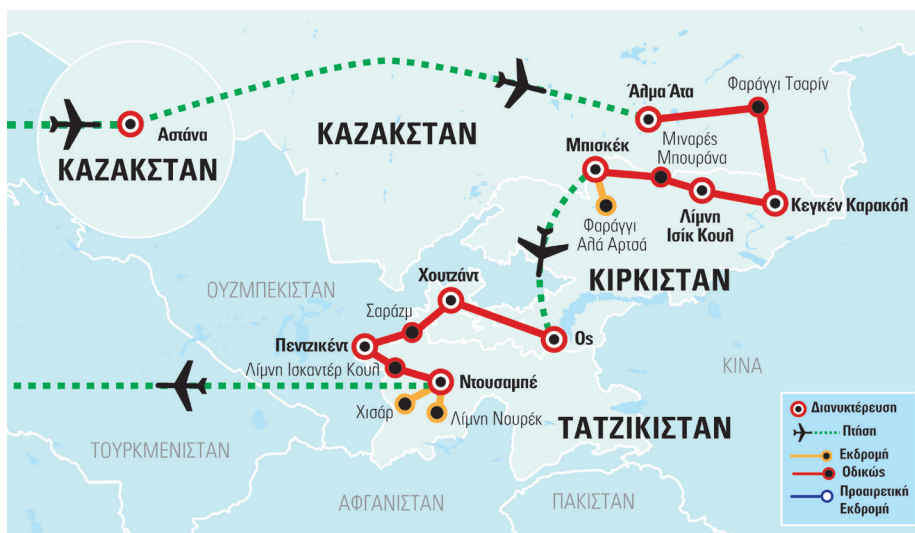 Αστάνα
ΚΑΖΑΚΣΤΑΝ
ΚΑΖΑΚΣΤΑΝ
Άλμα Άτα
Φαράγγι Τσαρίν
Μπισκέκ
Μιναρές
Μπουράνα
Λίμνη
Ισίκ Κουλ
Κεγκέν Καρακόλ
Φαράγγι
Αλά Αρτσά
ΚΙΡΚΙΣΤΑΝ
ΟΥΖΜΠΕΚΙΣΤΑΝ
Χουτζάντ
Σαράζμ
Πεντζικέντ
Ος
ΚΙΝΑ
Λίμνη Ισκαντέρ Κουλ
Ντουσαμπέ
Χισάρ
Λίμνη Νουρέκ
ΤΑΤΖΙΚΙΣΤΑΝ
ΤΟΥΡΚΜΕΝΙΣΤΑΝ
ΑΦΓΑΝΙΣΤΑΝ
ΠΑΚΙΣΤΑΝ
Διανυκτέρευση
Πτήση
Εκδρομή
Οδικώς
Προαιρετική
Εκδρομή